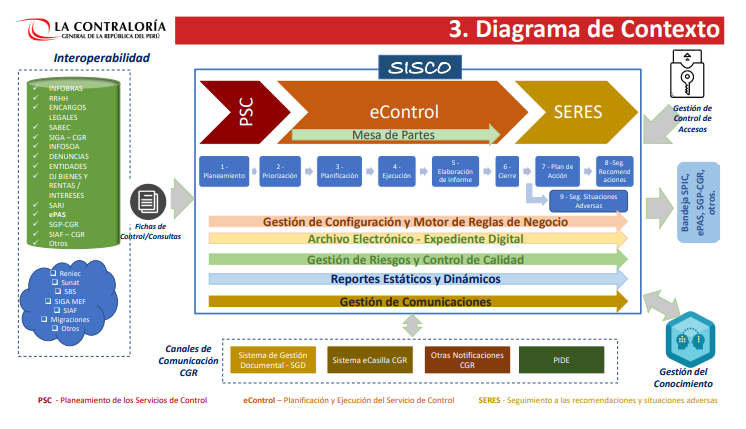 LA CONTRALORÍA
GENERAL DE LA REPÚBLICA DEL PERÚ
3. Diagrama de Contexto
Interoperabilidad
INFOBRAS
RRHH
ENCARGOS
LEGALES
SABEC
SIGA – CGR
INFOSOA
DENUNCIAS
ENTIDADES
DJ BIENES Y
RENTAS /
INTERESES
SARI
ePAS
SGP-CGR
SIAF – CGR
Otros
Reniec
Sunat
SBS
SIGA MEF
SIAF
Migraciones
Otros
Fichas de
Control/Consultas
SISCO
PSC
eControl
SERES
Mesa de Partes
1 -
Planeamiento
2 -
Priorización
3 -
Planificación
4 -
Ejecución
5 -
Elaboración
de Informe
6 -
Cierre
7 - Plan de
Acción
8 -Seg.
Recomend
aciones
9 - Seg. Situaciones
Adversas
Gestión de Configuración y Motor de Reglas de Negocio
Archivo Electrónico - Expediente Digital
Gestión de Riesgos y Control de Calidad
Reportes Estáticos y Dinámicos
Gestión de Comunicaciones
Gestión de
Control de
Accesos
Bandeja SPIC,
ePAS, SGP-CGR,
otros.
Gestión del
Conocimiento
Canales de
Comunicación
CGR
Sistema de Gestión
Documental - SGD
Sistema eCasilla CGR
Otras Notificaciones
CGR
PIDE
PSC - Planeamiento de los Servicios de Control
eControl – Planificación y Ejecución del Servicio de Control
SERES - Seguimiento a las recomendaciones y situaciones adversas